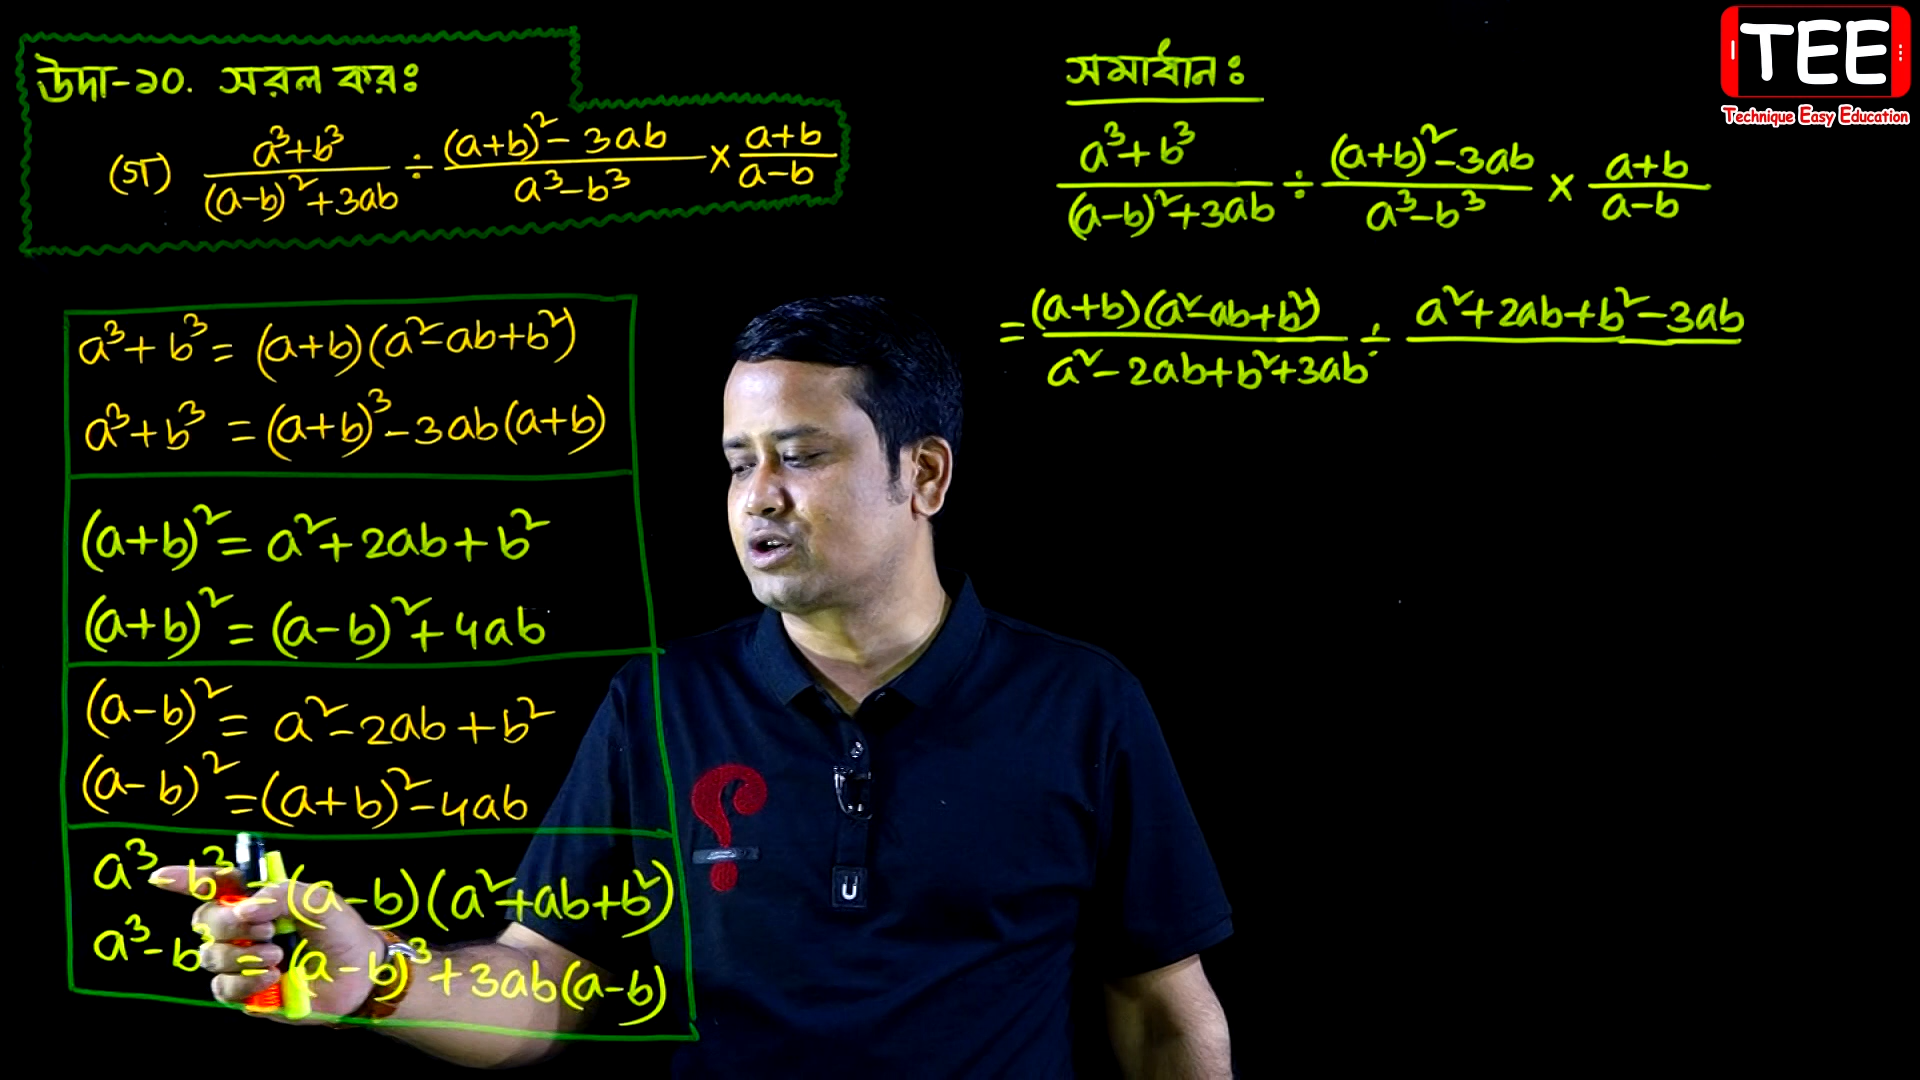 উদা-১০. সরল করঃ
(গ) a³+b³/(a-b)²+3ab ÷ (a+b)²-3ab/a³-b³ × a+b/a-b
a³+b³= (a+b)(a²-ab+b²)
a³+b³ = (a+b)³-3ab(a+b)
(a+b)²= a²+2ab+b²
(a+b)²= (a-b)²+4ab
(a-b)²= a²-2ab+b²
(a-b)²=(a+b)²-4ab
a³-b³=(a-b)(a²+ab+b²)
a³-b³=(a-b)³+3ab(a-b)
সমাধানঃ
a³+b³/(a-b)²+3ab ÷ (a+b)²-3ab/a³-b³ × a+b/a-b
= (a+b)(a²-ab+b²)/a²-2ab+b²+3ab ÷ a²+2ab+b²-3ab
TEE
Technique Easy Education
U